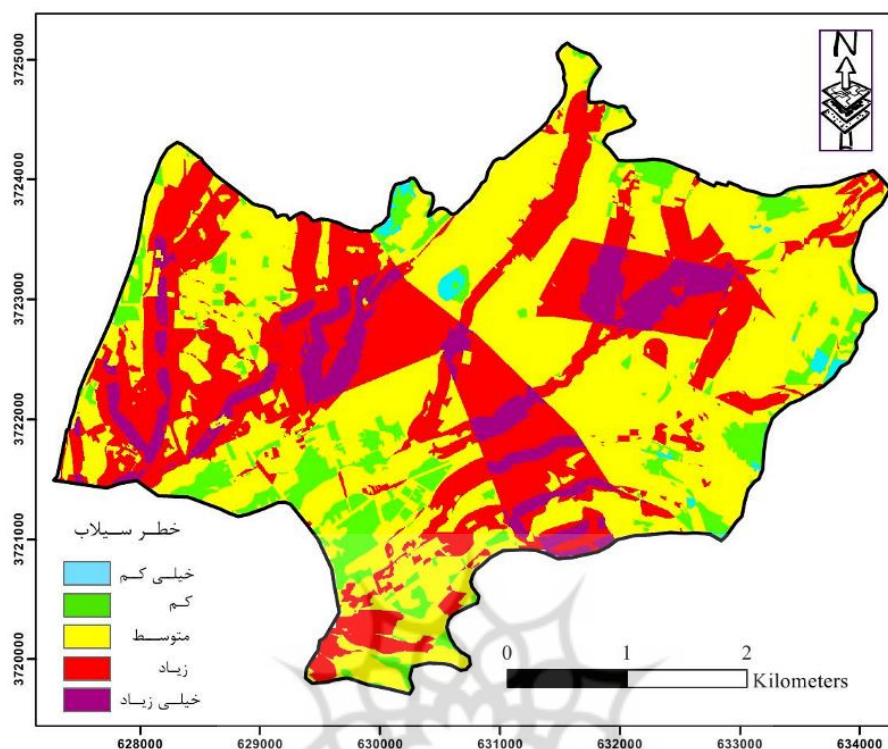 N
3725000
3724000
3723000
3722000
3721000
3720000
خطر سیلاب
خیلی کم
کم
متوسط
زیاد
خیلی زیاد
0 1 2
Kilometers
628000 629000 630000 631000 632000 633000 634000